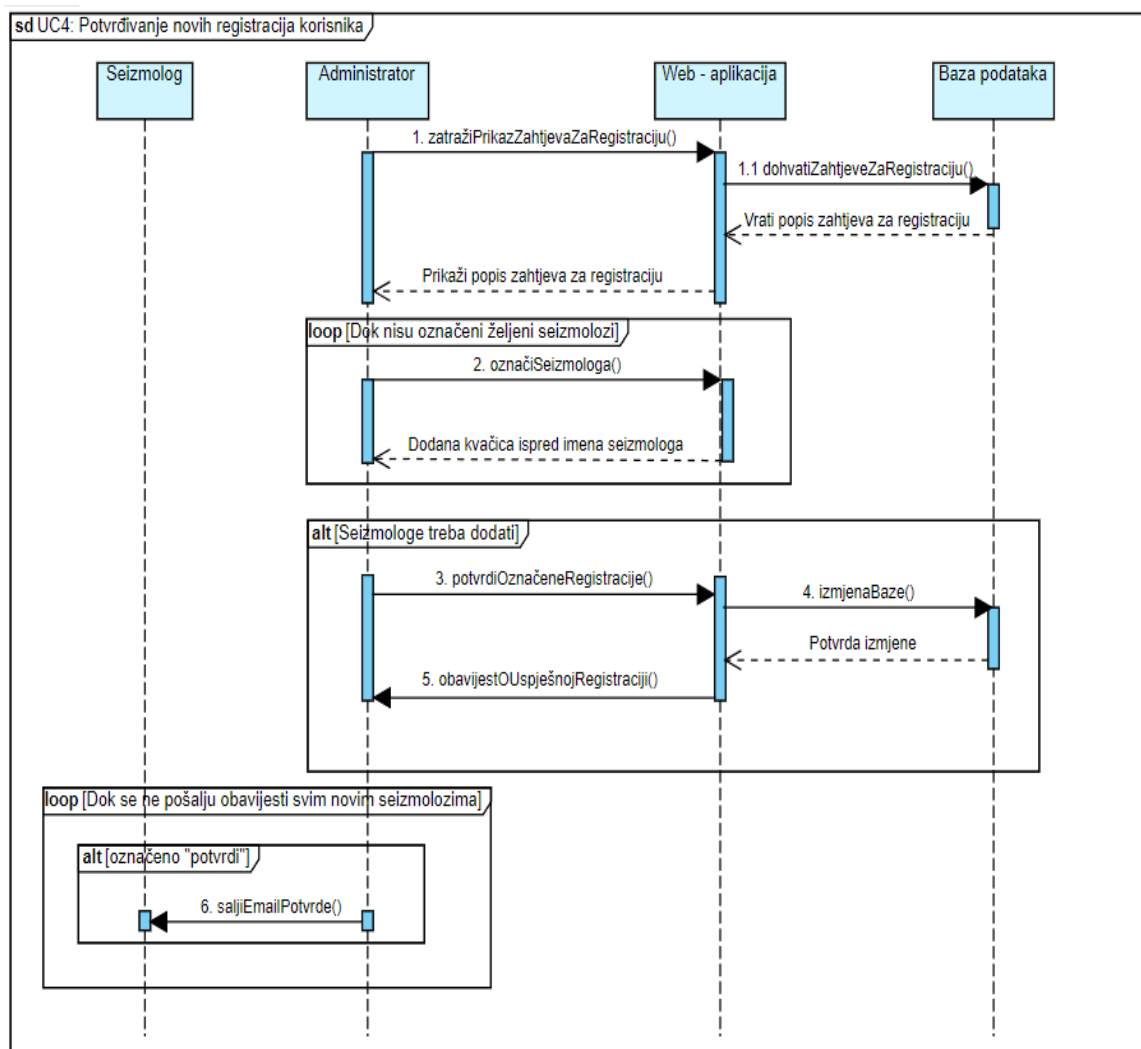 sd UC4: Potvrđivanje novih registracija korisnika
Seizmolog
Administrator
Web - aplikacija
Baza podataka
1. zatražiPrikazZahtjevaZaRegistraciju()
1.1 dohvatiZahtjeveZaRegistraciju()
Vrati popis zahtjeva za registraciju
Prikaži popis zahtjeva za registraciju
loop [Dok nisu označeni željeni seizmolozi]
2. označiSeizmologa()
Dodana kvačica ispred imena seizmologa
alt [Seizmologe treba dodati]
3. potvrdiOznačeneRegistracije()
4. izmjenaBaze()
Potvrda izmjene
5. obavijestOUspješnojRegistraciji()
loop [Dok se ne pošalju obavijesti svim novim seizmolozima]
alt [označeno "potvrdi"]
6. saljiEmailPotvrde()